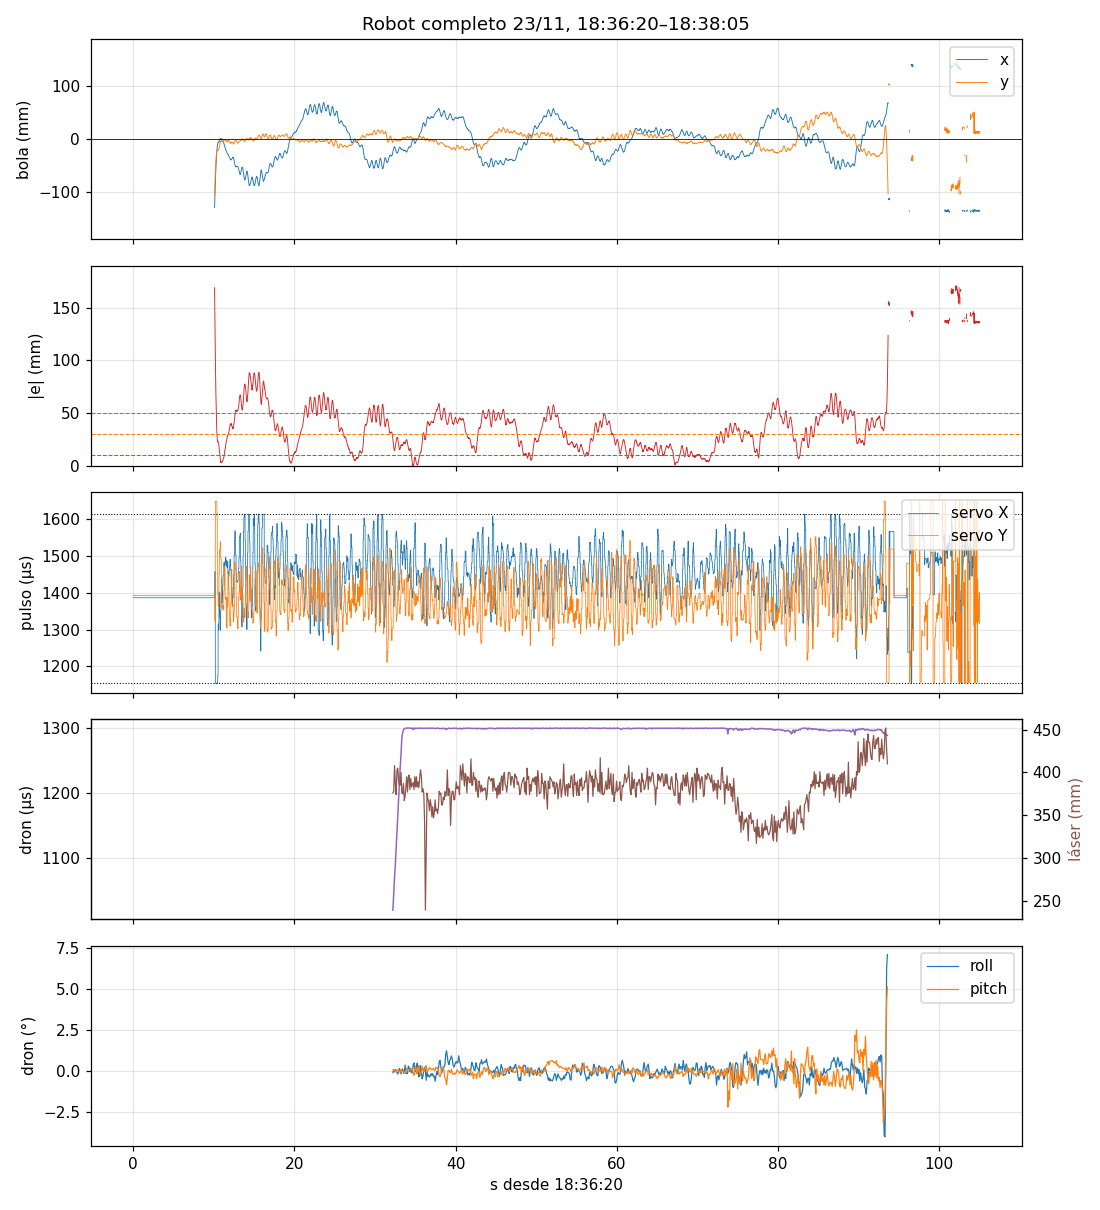 Robot completo 23/11, 18:36:20–18:38:05
bola (mm)
100
0
−100
x
y
|e| (mm)
150
100
50
0
pulso (µs)
1600
1500
1400
1300
1200
servo X
servo Y
dron (µs)
1300
1200
1100
450
400
350
300
250
láser (mm)
dron (°)
7.5
5.0
2.5
0.0
−2.5
roll
pitch
0 20 40 60 80 100
s desde 18:36:20